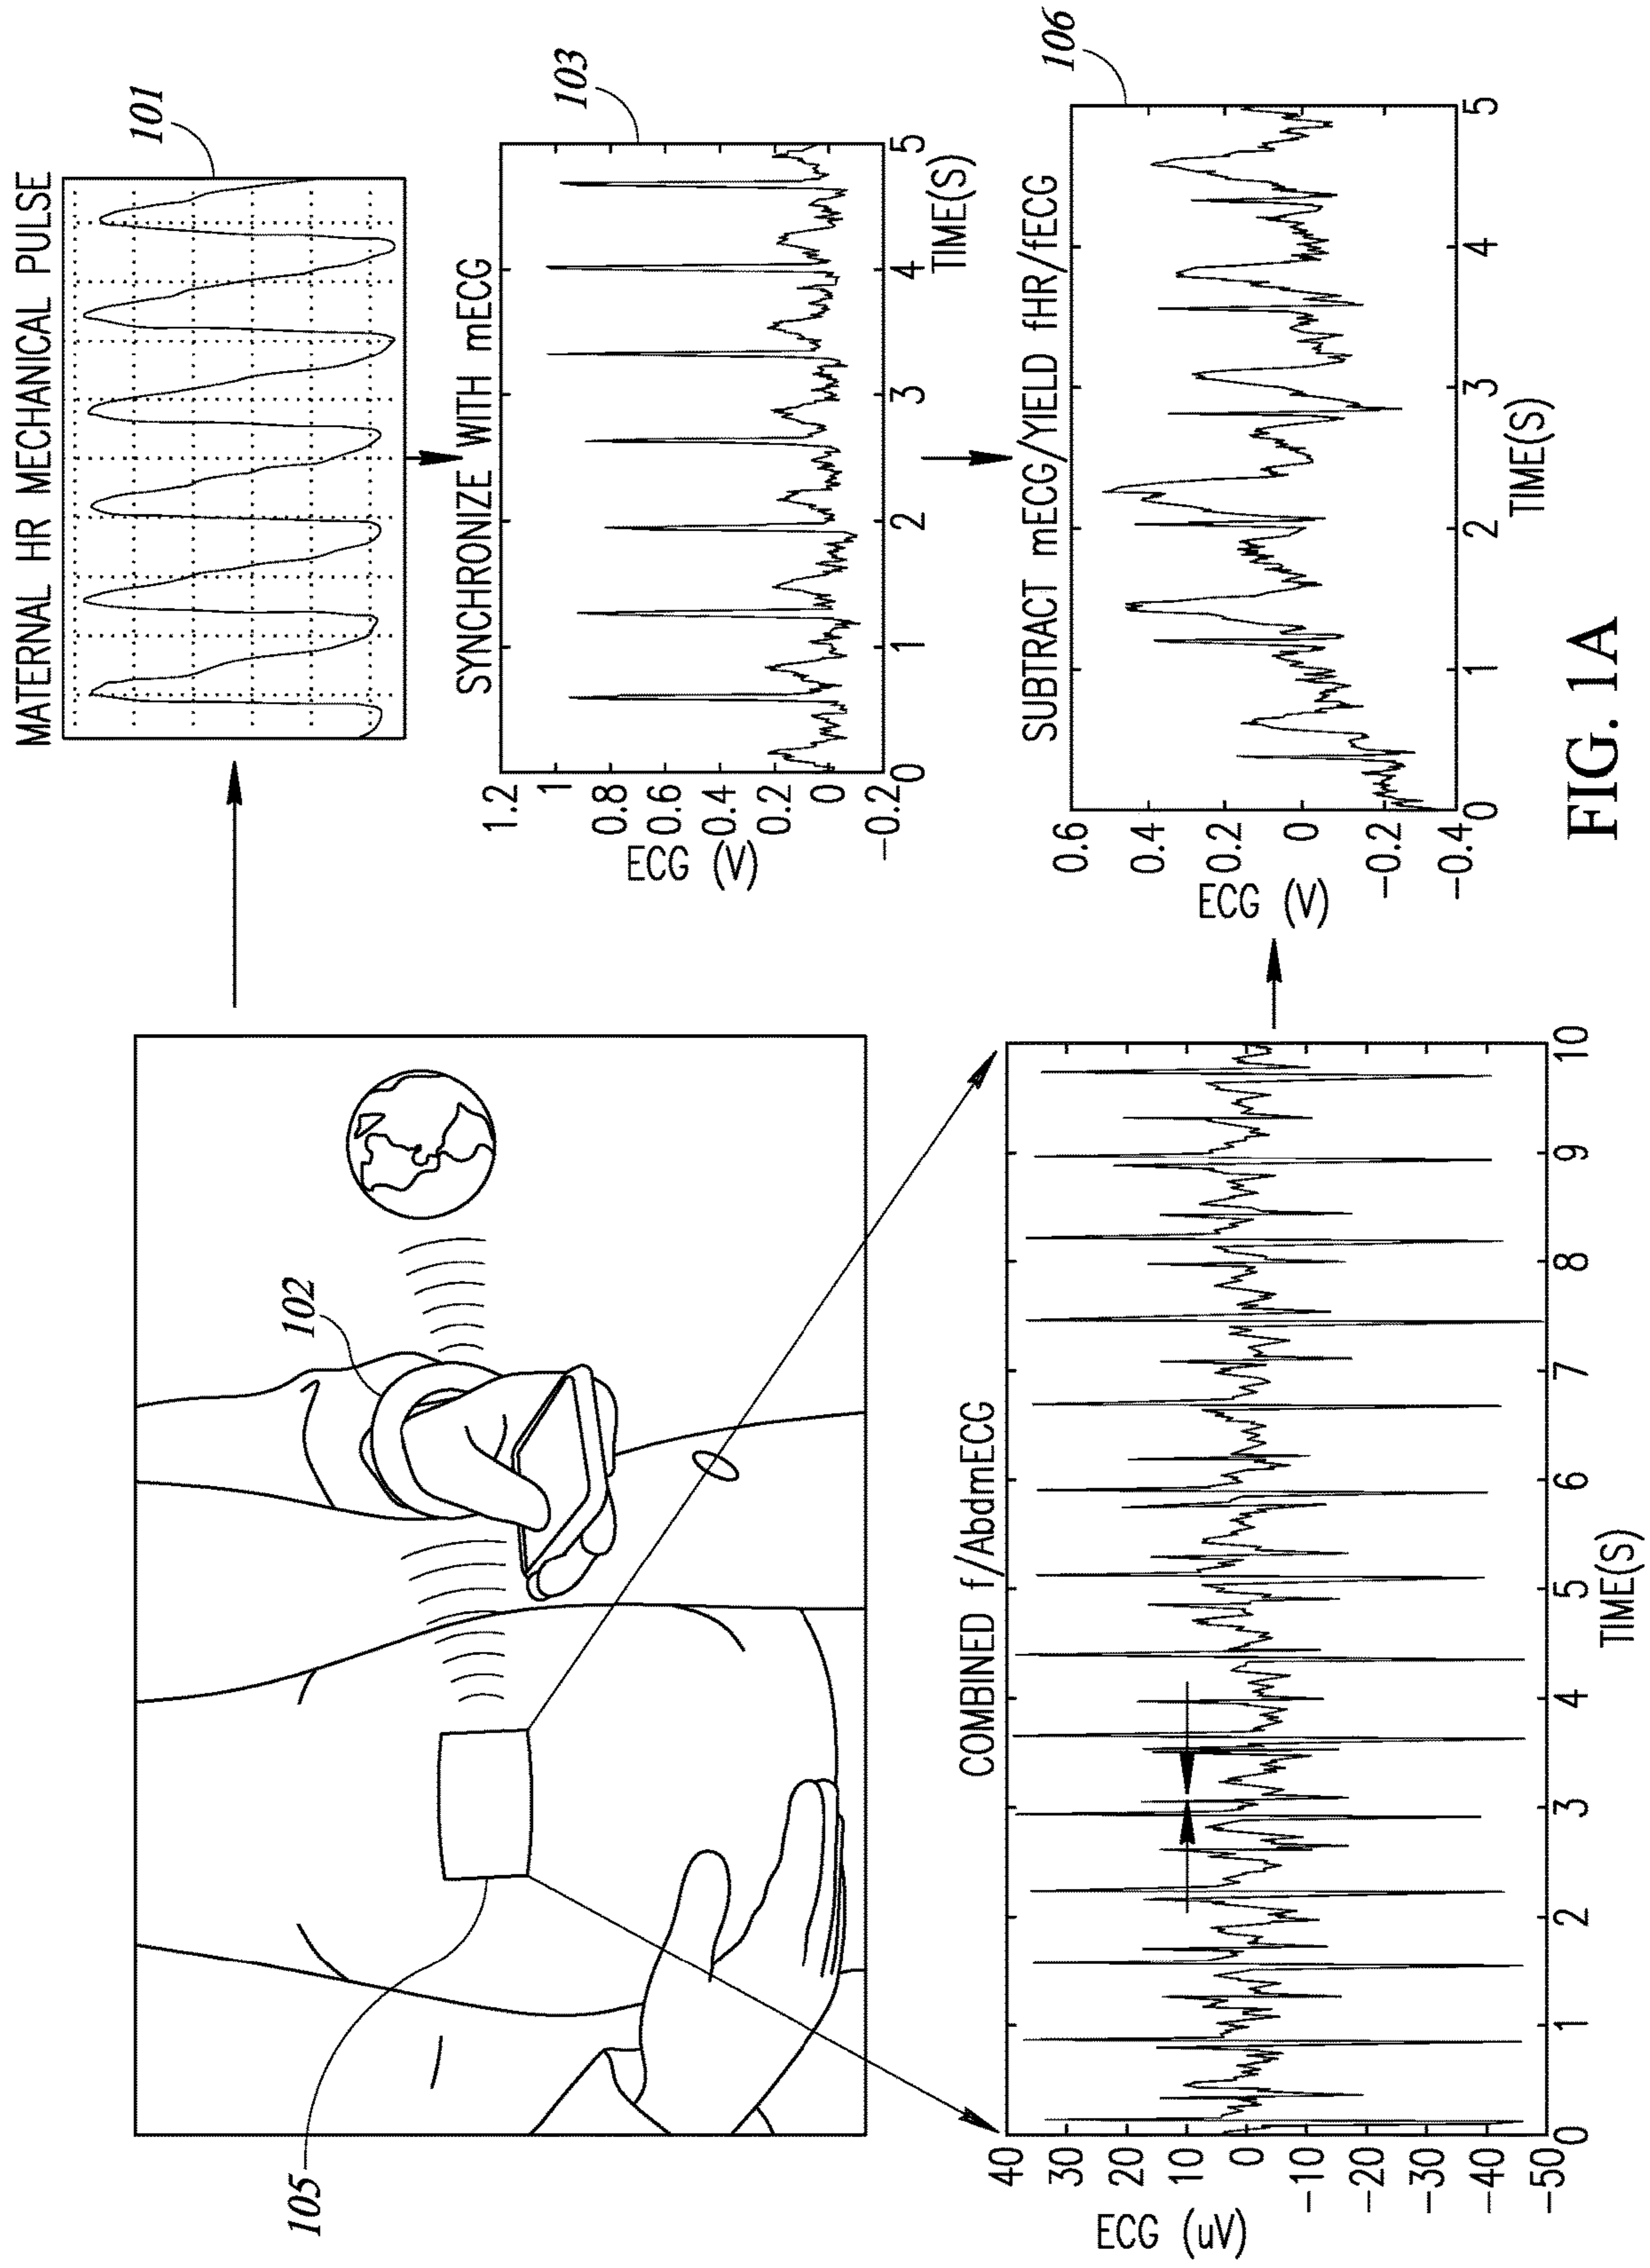 102
105
MATERNAL HR MECHANICAL PULSE
101
SYNCHRONIZE WITH mECG
103
1.2
1
0.8
0.6
0.4
0.2
0
-0.2
ECG (V)
0 1 2 3 4 5
TIME(S)
COMBINED f/AbdmECG
40
30
20
10
0
-10
-20
-30
-40
-50
ECG (uV)
0 1 2 3 4 5 6 7 8 9 10
TIME(S)
SUBTRACT mECG/YIELD fHR/fECG
106
0.6
0.4
0.2
0
-0.2
-0.4
ECG (V)
0 1 2 3 4 5
TIME(S)
FIG. 1A